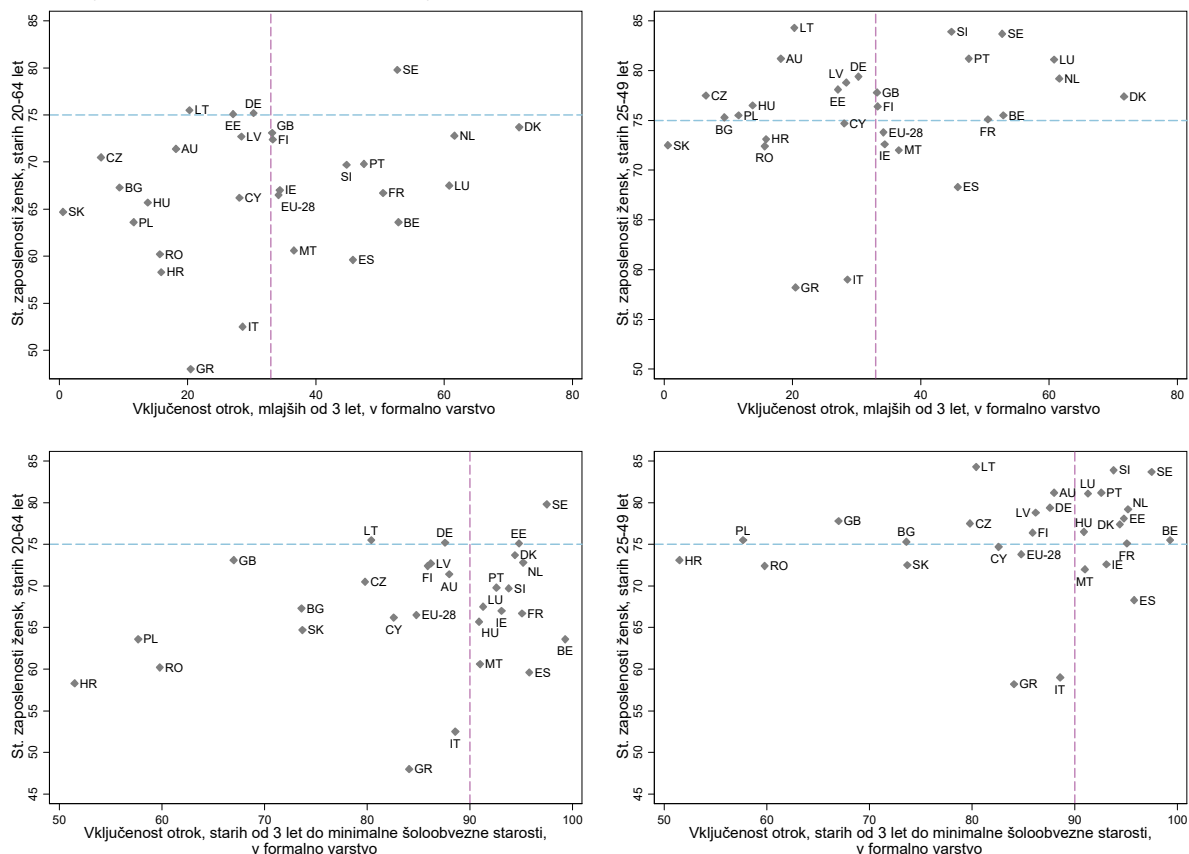 St. zaposlenosti žensk, starih 20-64 let
85
80
75
70
65
60
55
50
SE
LT
DE
EE
LV
GB
FI
DK
NL
AU
CZ
PT
SI
BG
CY
IE
EU-28
FR
LU
SK
HU
PL
BE
RO
HR
MT
ES
IT
GR
0 20 40 60 80
Vključenost otrok, mlajših od 3 let, v formalno varstvo
St. zaposlenosti žensk, starih 25-49 let
85
80
75
70
65
60
55
50
LT
SI
SE
AU
PT
LU
LV
DE
NL
EE
CZ
GB
DK
HU
FI
PL
BG
BE
FR
CY
EU-28
HR
SK
RO
IE
MT
ES
GR
IT
0 20 40 60 80
Vključenost otrok, mlajših od 3 let, v formalno varstvo
St. zaposlenosti žensk, starih 20-64 let
85
80
75
70
65
60
55
50
45
SE
LT
DE
EE
GB
DK
LV
FI
NL
AU
CZ
PT
SI
BG
LU
EU-28
CY
IE
FR
HU
SK
PL
BE
RO
MT
ES
HR
IT
GR
50 60 70 80 90 100
Vključenost otrok, starih od 3 let do minimalne šoloobvezne starosti,
v formalno varstvo
St. zaposlenosti žensk, starih 25-49 let
85
80
75
70
65
60
55
50
45
LT
SI
SE
LU
AU
PT
DE
NL
LV
EE
GB
CZ
HU
DK
FI
PL
BG
BE
FR
CY
EU-28
HR
RO
SK
MT
IE
ES
GR
IT
50 60 70 80 90 100
Vključenost otrok, starih od 3 let do minimalne šoloobvezne starosti,
v formalno varstvo